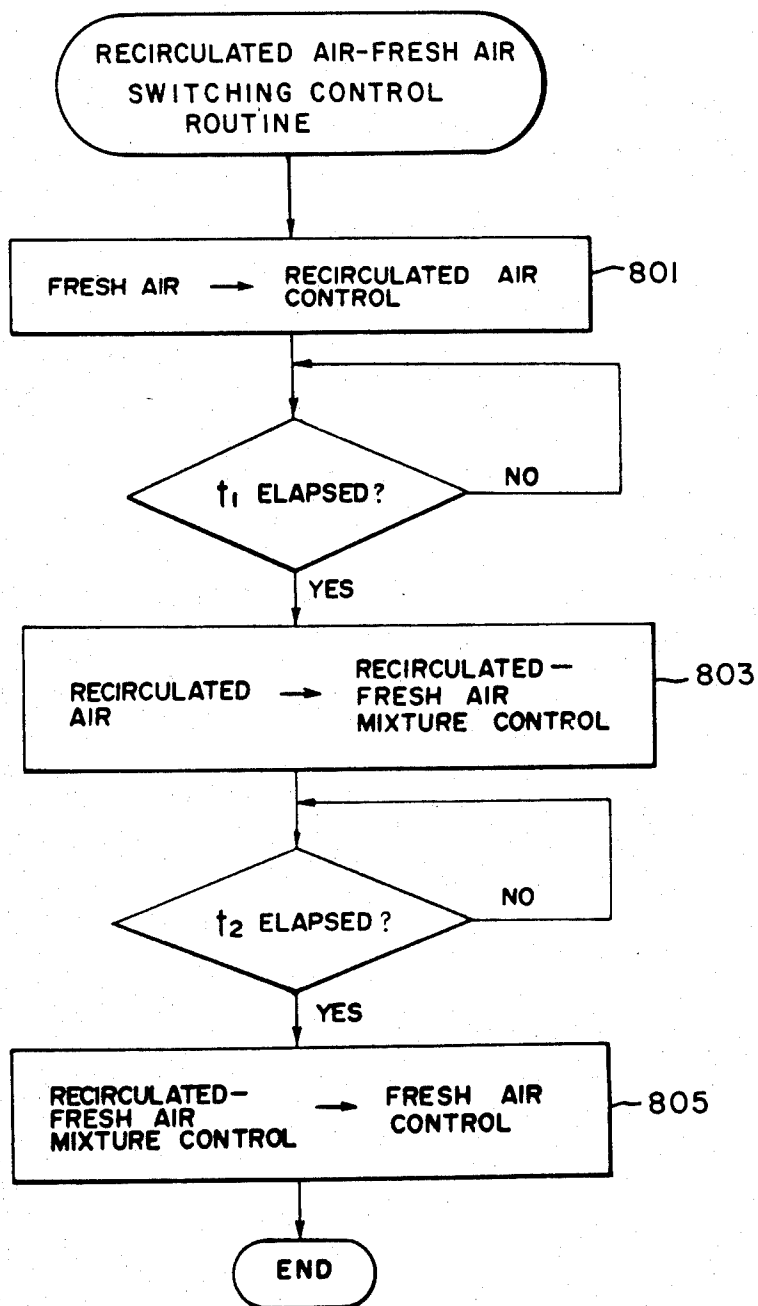 RECIRCULATED AIR-FRESH AIR
SWITCHING CONTROL
ROUTINE
FRESH AIR → RECIRCULATED AIR
CONTROL
801
t1 ELAPSED?
NO
YES
RECIRCULATED
AIR
→
RECIRCULATED—
FRESH AIR
MIXTURE CONTROL
803
t2 ELAPSED?
NO
YES
RECIRCULATED—
FRESH AIR
MIXTURE CONTROL
→
FRESH AIR
CONTROL
805
END